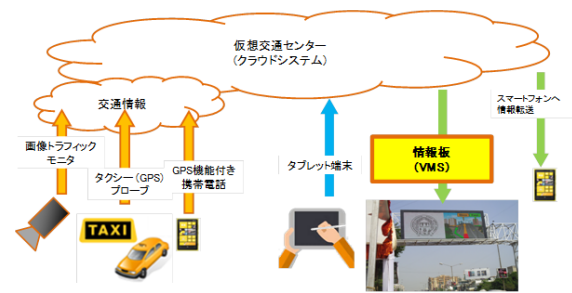 仮想交通センター
（クラウドシステム）
交通情報
スマートフォンへ
情報転送
画像トラフィック
モニタ
タクシー（GPS）
プローブ
GPS機能付き
携帯電話
タブレット端末
情報板
（VMS）
TAXI